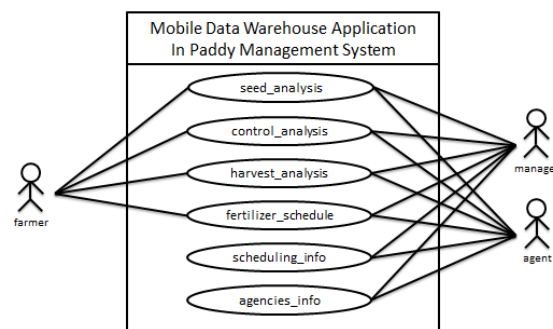 Mobile Data Warehouse Application
In Paddy Management System
seed_analysis
control_analysis
harvest_analysis
fertilizer_schedule
scheduling_info
agencies_info
farmer
manage
agent